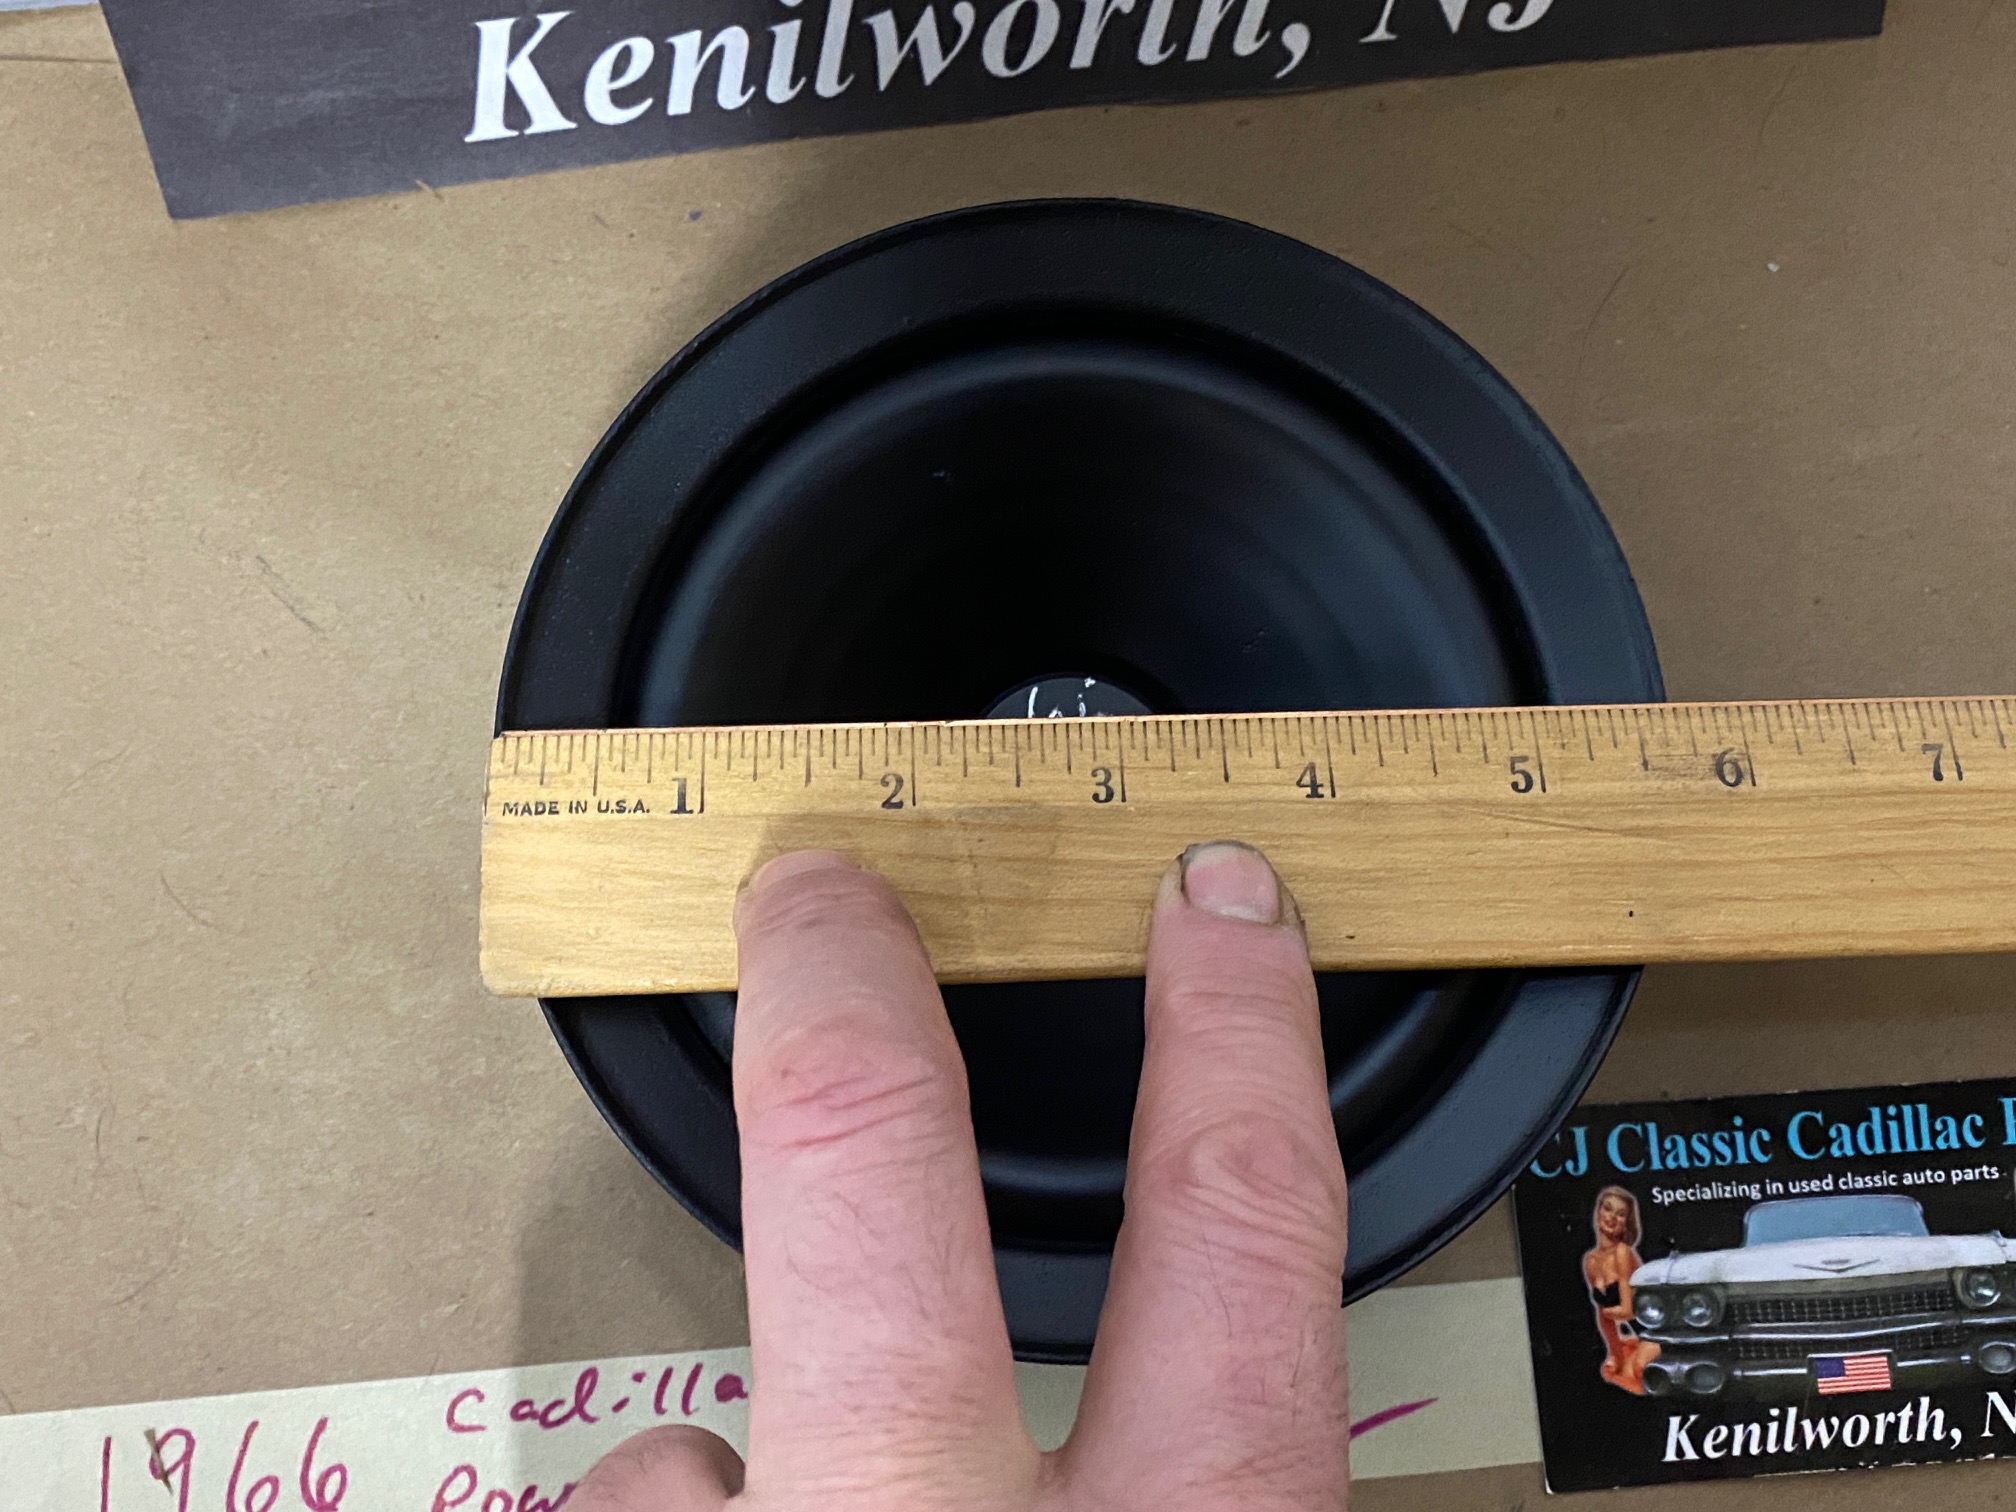 Kenilworth, NJ
1 2 3 4 5 6 7
MADE IN U.S.A.
CJ Classic Cadillac
Specializing in used classic auto parts
Kenilworth,
1966